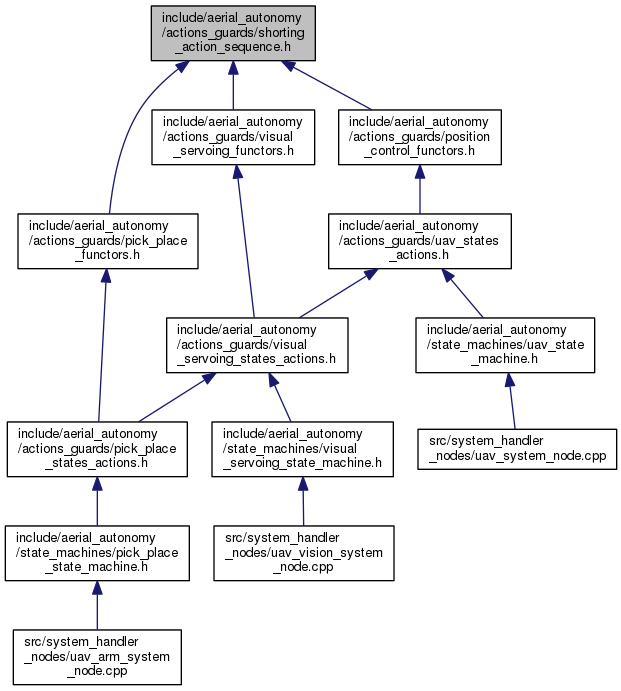 include/aerial_autonomy
/actions_guards/shorting
_action_sequence.h
include/aerial_autonomy
/actions_guards/visual
_servoing_functors.h
include/aerial_autonomy
/actions_guards/position
_control_functors.h
include/aerial_autonomy
/actions_guards/pick_place
_functors.h
include/aerial_autonomy
/actions_guards/uav_states
_actions.h
include/aerial_autonomy
/actions_guards/visual
_servoing_states_actions.h
include/aerial_autonomy
/state_machines/uav_state
_machine.h
include/aerial_autonomy
/actions_guards/pick_place
_states_actions.h
include/aerial_autonomy
/state_machines/visual
_servoing_state_machine.h
src/system_handler
_nodes/uav_system_node.cpp
include/aerial_autonomy
/state_machines/pick_place
_state_machine.h
src/system_handler
_nodes/uav_vision_system
_node.cpp
src/system_handler
_nodes/uav_arm_system
_node.cpp